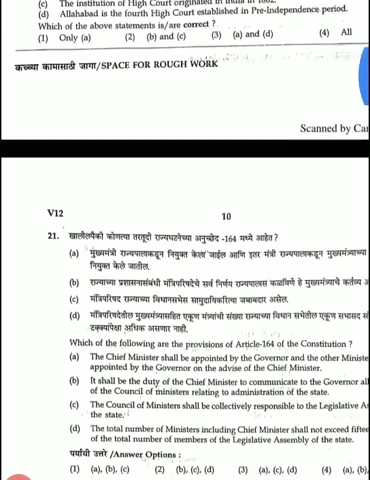 (c) The institution of High Court originated in India in 1862.
(d) Allahabad is the fourth High Court established in Pre-Independence period.
Which of the above statements is/are correct ?
(1) Only (a) (2) (b) and (c) (3) (a) and (d) (4) All
कच्च्या कामासाठी जागा/SPACE FOR ROUGH WORK
Scanned by Ca
V12
10
21. खालीलपैकी कोणत्या तरतूदी राज्यघटनेच्या अनुच्छेद -164 मध्ये आहेत ?
(a) मुख्यमंत्री राज्यपालाकडून नियुक्त केला जाईल आणि इतर मंत्री राज्यपालाकडून मुख्यमंत्र्याच्या
नियुक्त केले जातील.
(b) राज्याच्या प्रशासनासंबंधी मंत्रिपरिषदेचे सर्व निर्णय राज्यपालास कळविणे हे मुख्यमंत्र्याचे कर्तव्य
(c) मंत्रिपरिषद राज्याच्या विधानसभेस सामुदायिकरित्या जबाबदार असेल.
(d) मंत्रिपरिषदेतील मुख्यमंत्र्यासहित एकूण मंत्र्यांची संख्या राज्याच्या विधान सभेतील एकूण सभासद
टक्क्यांपेक्षा अधिक असणार नाही.
Which of the following are the provisions of Article-164 of the Constitution ?
(a) The Chief Minister shall be appointed by the Governor and the other Ministe
appointed by the Governor on the advise of the Chief Minister.
(b) It shall be the duty of the Chief Minister to communicate to the Governor al
of the Council of ministers relating to administration of the state.
(c) The Council of Ministers shall be collectively responsible to the Legislative A
the state.
(d) The total number of Ministers including Chief Minister shall not exceed fiftee
of the total number of members of the Legislative Assembly of the state.
पर्यायी उत्तरे /Answer Options :
(1) (a), (b), (c) (2) (b), (c), (d) (3) (a), (c), (d) (4) (a), (b),